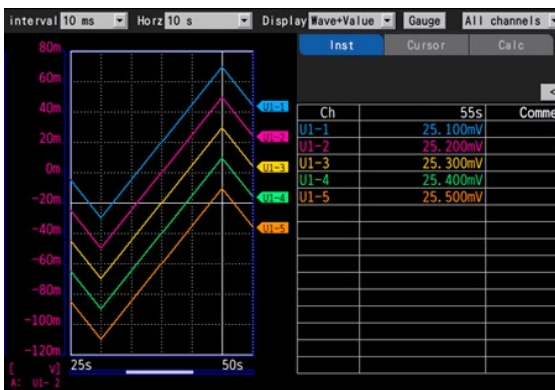 interval 10 ms Horz 10 s Display Wave+Value Gauge All channels
Inst Cursor Calc
80m
60m
40m
20m
0m
-20m
-40m
-60m
-80m
-100m
-120m
25s 50s
[ V]
A: U1- 2
U1-1
U1-2
U1-3
U1-4
U1-5
<
Ch 55s Comme
U1-1 25.100mV
U1-2 25.200mV
U1-3 25.300mV
U1-4 25.400mV
U1-5 25.500mV